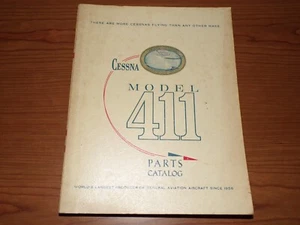 THERE ARE MORE CESSNAS FLYING THAN ANY OTHER MAKE
CESSNA
MODEL
411
PARTS
CATALOG
WORLD'S LARGEST PRODUCER OF GENERAL AVIATION AIRCRAFT SINCE